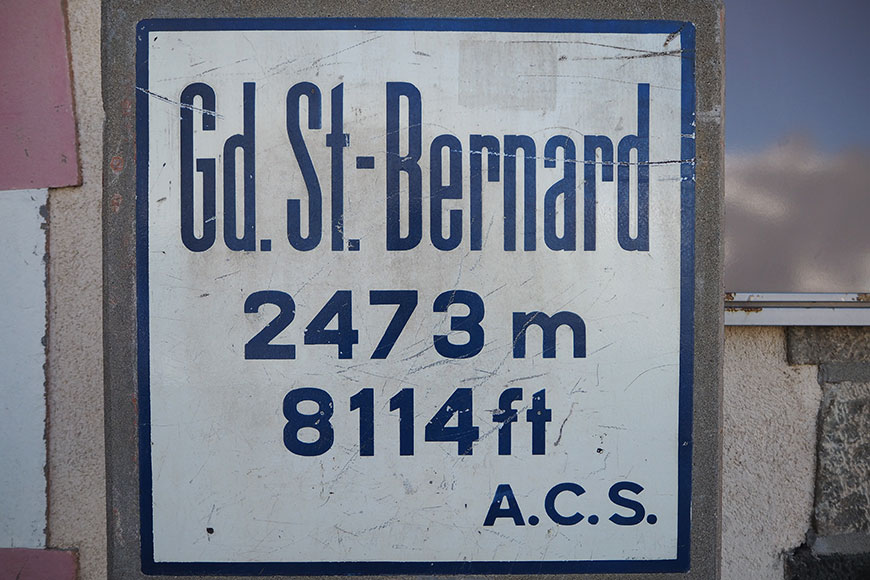 Gd. St.-Bernard
2473 m
8114 ft
A.C.S.